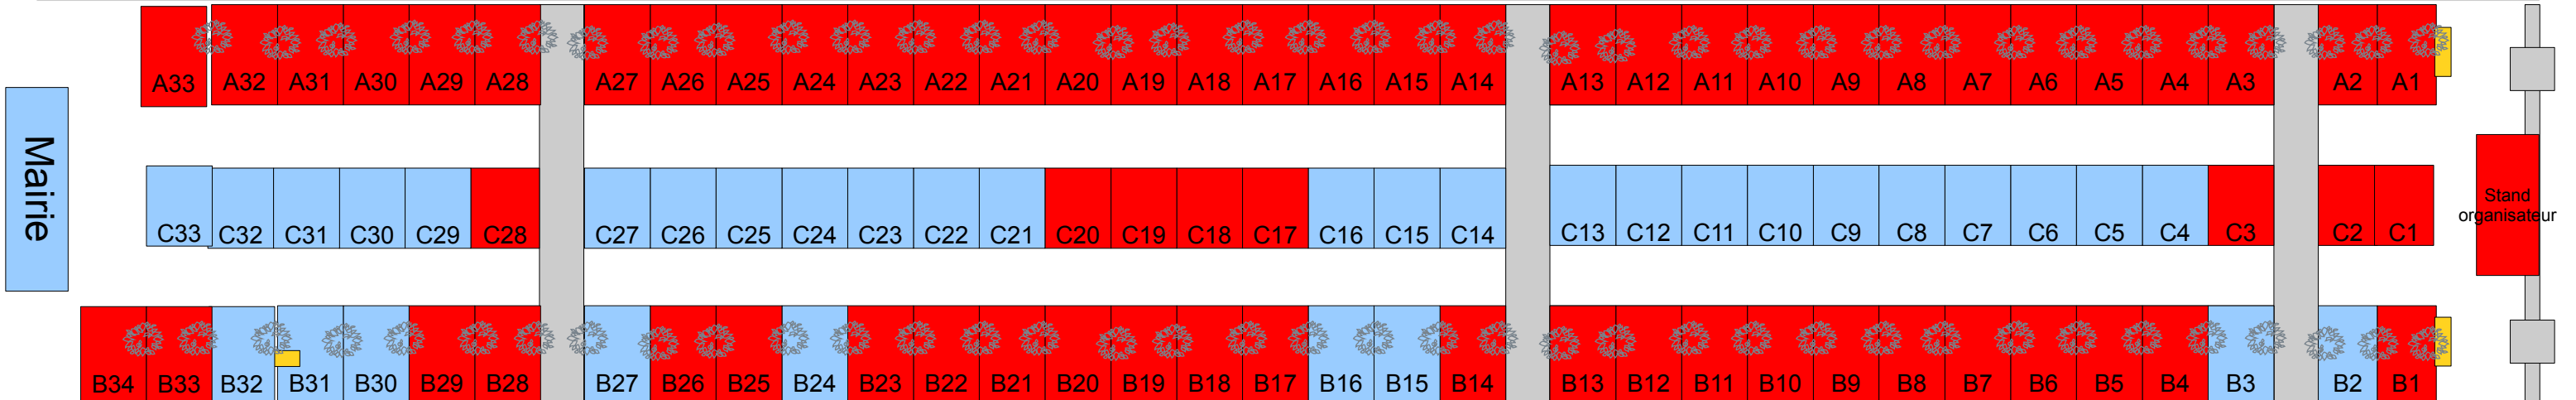 A33 A32 A31 A30 A29 A28 A27 A26 A25 A24 A23 A22 A21 A20 A19 A18 A17 A16 A15 A14 A13 A12 A11 A10 A9 A8 A7 A6 A5 A4 A3 A2 A1
Mairie
C33 C32 C31 C30 C29 C28 C27 C26 C25 C24 C23 C22 C21 C20 C19 C18 C17 C16 C15 C14 C13 C12 C11 C10 C9 C8 C7 C6 C5 C4 C3 C2 C1
Stand
organisateur
B34 B33 B32 B31 B30 B29 B28 B27 B26 B25 B24 B23 B22 B21 B20 B19 B18 B17 B16 B15 B14 B13 B12 B11 B10 B9 B8 B7 B6 B5 B4 B3 B2 B1